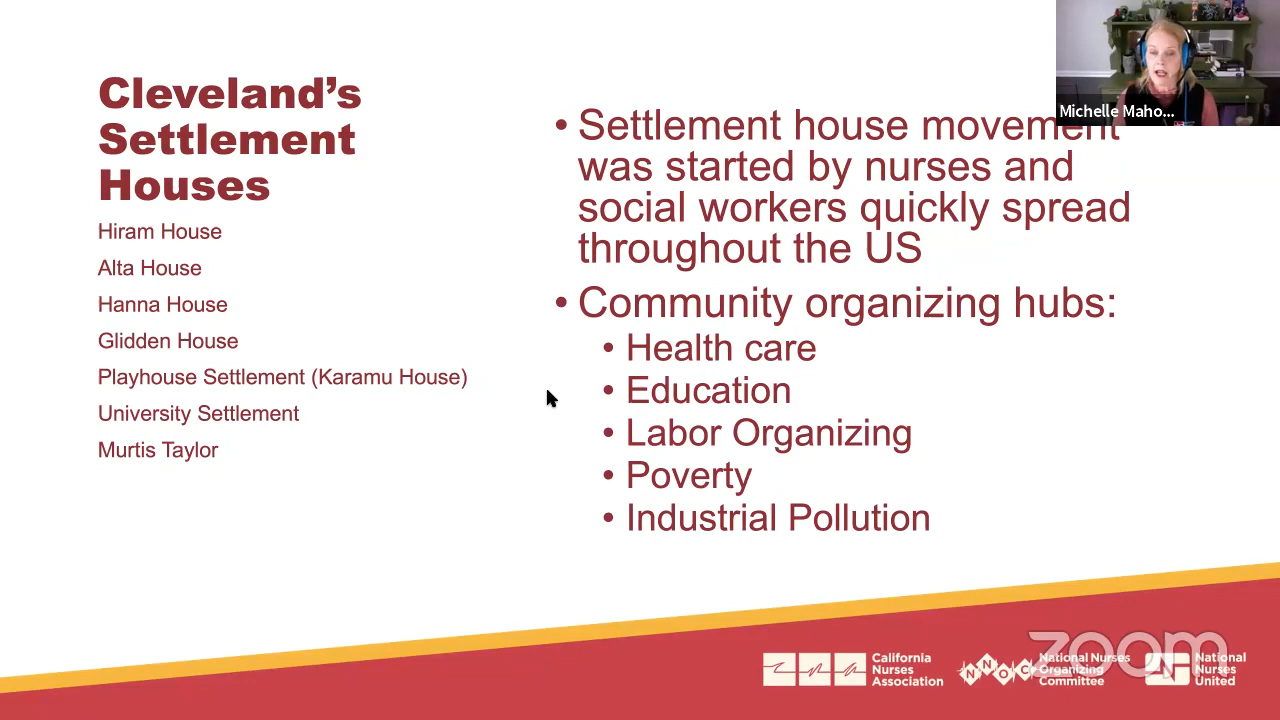 Cleveland’s
Settlement
Houses
Hiram House
Alta House
Hanna House
Glidden House
Playhouse Settlement (Karamu House)
University Settlement
Murtis Taylor
• Settlement house movement
was started by nurses and
social workers quickly spread
throughout the US
• Community organizing hubs:
• Health care
• Education
• Labor Organizing
• Poverty
• Industrial Pollution
Michelle Maho...
California
Nurses
Association
NNOC
National Nurses
Organizing
Committee
National
Nurses
United
zoom